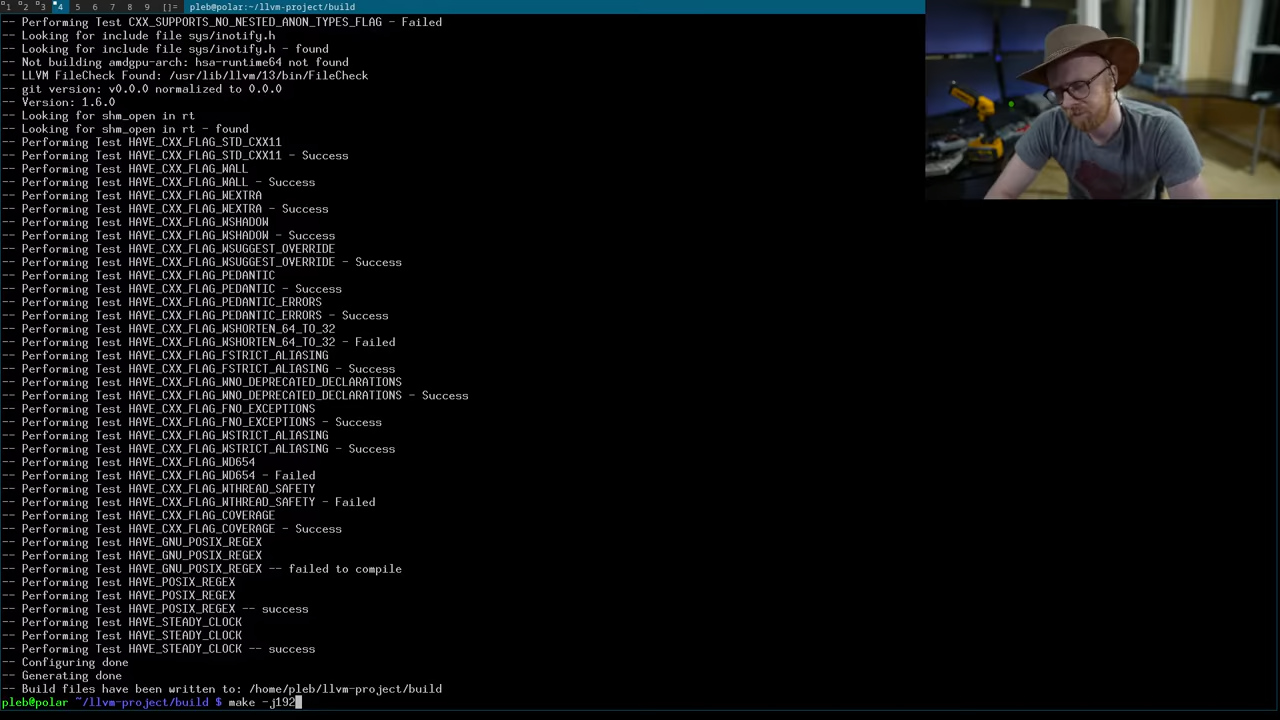 1 2 3 4 5 6 7 8 9 []= pleb@polar:~/llvm-project/build
-- Performing Test CXX_SUPPORTS_NO_NESTED_ANON_TYPES_FLAG - Failed
-- Looking for include file sys/inotify.h
-- Looking for include file sys/inotify.h - found
-- Not building amdgpu-arch: hsa-runtime64 not found
-- LLVM FileCheck Found: /usr/lib/llvm/13/bin/FileCheck
-- git version: v0.0.0 normalized to 0.0.0
-- Version: 1.6.0
-- Looking for shm_open in rt
-- Looking for shm_open in rt - found
-- Performing Test HAVE_CXX_FLAG_STD_CXX11
-- Performing Test HAVE_CXX_FLAG_STD_CXX11 - Success
-- Performing Test HAVE_CXX_FLAG_WALL
-- Performing Test HAVE_CXX_FLAG_WALL - Success
-- Performing Test HAVE_CXX_FLAG_WEXTRA
-- Performing Test HAVE_CXX_FLAG_WEXTRA - Success
-- Performing Test HAVE_CXX_FLAG_WSHADOW
-- Performing Test HAVE_CXX_FLAG_WSHADOW - Success
-- Performing Test HAVE_CXX_FLAG_WSUGGEST_OVERRIDE
-- Performing Test HAVE_CXX_FLAG_WSUGGEST_OVERRIDE - Success
-- Performing Test HAVE_CXX_FLAG_PEDANTIC
-- Performing Test HAVE_CXX_FLAG_PEDANTIC - Success
-- Performing Test HAVE_CXX_FLAG_PEDANTIC_ERRORS
-- Performing Test HAVE_CXX_FLAG_PEDANTIC_ERRORS - Success
-- Performing Test HAVE_CXX_FLAG_WSHORTEN_64_TO_32
-- Performing Test HAVE_CXX_FLAG_WSHORTEN_64_TO_32 - Failed
-- Performing Test HAVE_CXX_FLAG_FSTRICT_ALIASING
-- Performing Test HAVE_CXX_FLAG_FSTRICT_ALIASING - Success
-- Performing Test HAVE_CXX_FLAG_WNO_DEPRECATED_DECLARATIONS
-- Performing Test HAVE_CXX_FLAG_WNO_DEPRECATED_DECLARATIONS - Success
-- Performing Test HAVE_CXX_FLAG_FNO_EXCEPTIONS
-- Performing Test HAVE_CXX_FLAG_FNO_EXCEPTIONS - Success
-- Performing Test HAVE_CXX_FLAG_WSTRICT_ALIASING
-- Performing Test HAVE_CXX_FLAG_WSTRICT_ALIASING - Success
-- Performing Test HAVE_CXX_FLAG_WD654
-- Performing Test HAVE_CXX_FLAG_WD654 - Failed
-- Performing Test HAVE_CXX_FLAG_WTHREAD_SAFETY
-- Performing Test HAVE_CXX_FLAG_WTHREAD_SAFETY - Failed
-- Performing Test HAVE_CXX_FLAG_COVERAGE
-- Performing Test HAVE_CXX_FLAG_COVERAGE - Success
-- Performing Test HAVE_GNU_POSIX_REGEX
-- Performing Test HAVE_GNU_POSIX_REGEX
-- Performing Test HAVE_GNU_POSIX_REGEX -- failed to compile
-- Performing Test HAVE_POSIX_REGEX
-- Performing Test HAVE_POSIX_REGEX
-- Performing Test HAVE_POSIX_REGEX -- success
-- Performing Test HAVE_STEADY_CLOCK
-- Performing Test HAVE_STEADY_CLOCK
-- Performing Test HAVE_STEADY_CLOCK -- success
-- Configuring done
-- Generating done
-- Build files have been written to: /home/pleb/llvm-project/build
pleb@polar ~/llvm-project/build $ make -j192